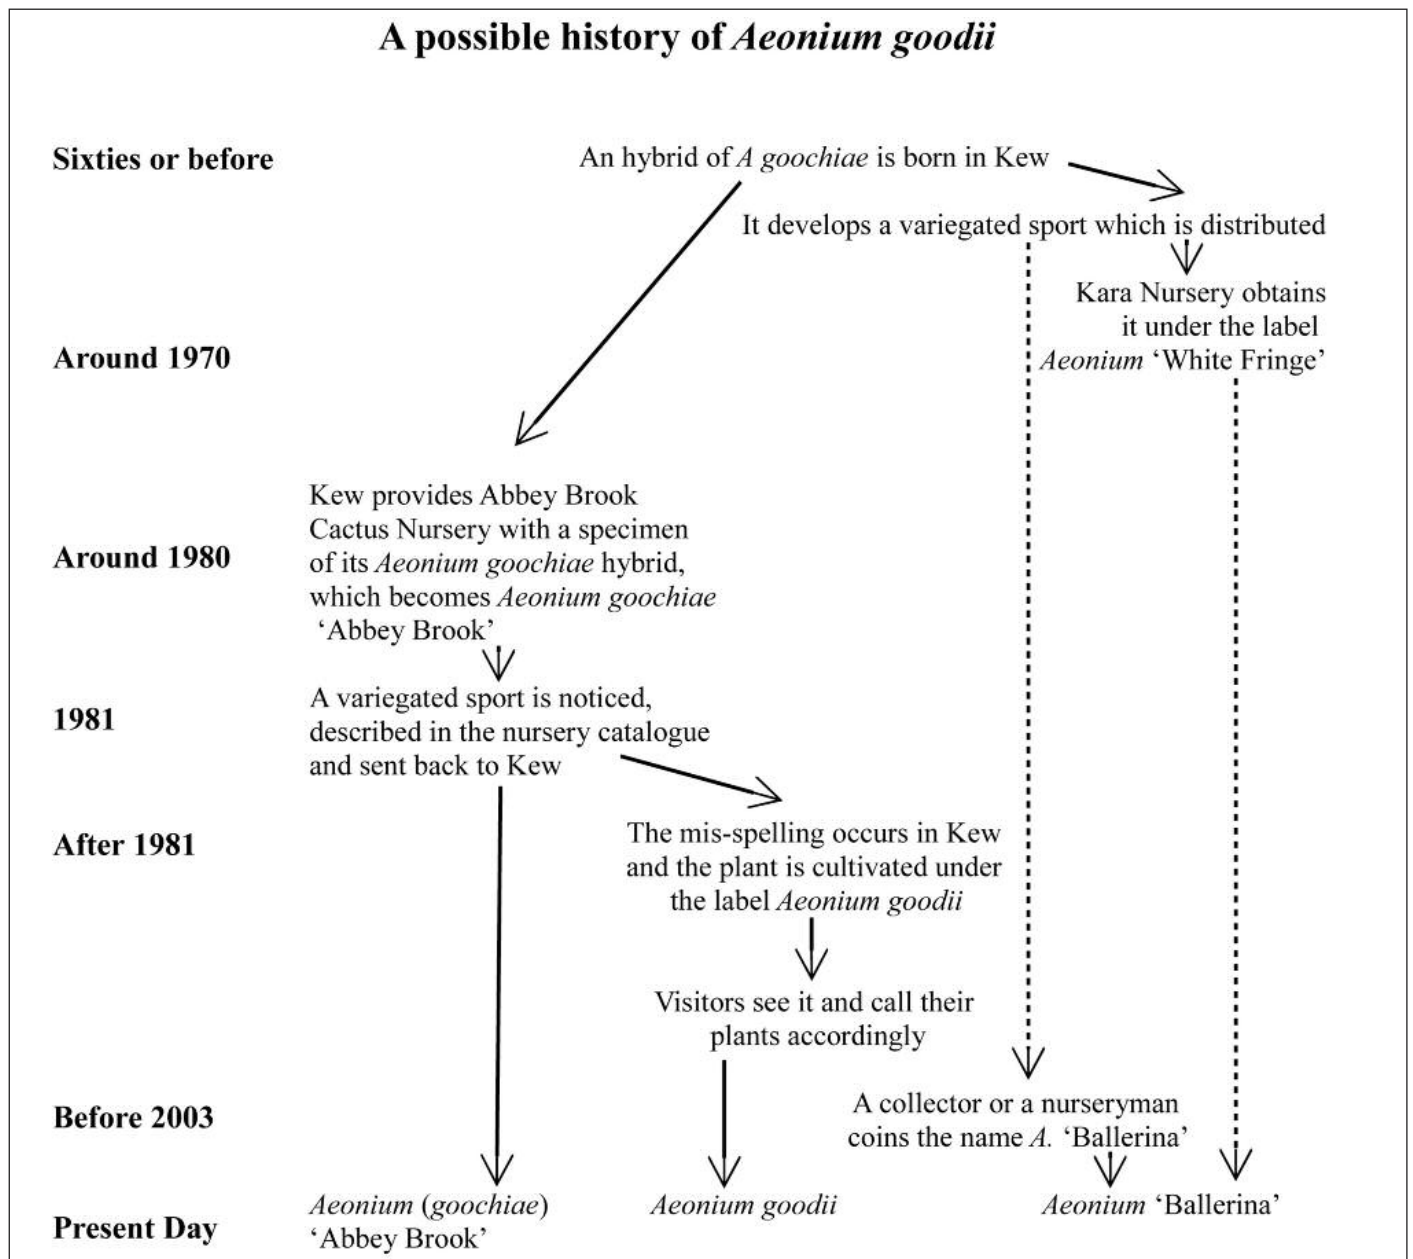 A possible history of Aeonium goodii
Sixties or before
An hybrid of A goochiae is born in Kew
It develops a variegated sport which is distributed
Kara Nursery obtains
it under the label
Aeonium ‘White Fringe’
Around 1970
Kew provides Abbey Brook
Cactus Nursery with a specimen
of its Aeonium goochiae hybrid,
which becomes Aeonium goochiae
‘Abbey Brook’
Around 1980
A variegated sport is noticed,
described in the nursery catalogue
and sent back to Kew
1981
After 1981
The mis-spelling occurs in Kew
and the plant is cultivated under
the label Aeonium goodii
Visitors see it and call their
plants accordingly
Before 2003
A collector or a nurseryman
coins the name A. ‘Ballerina’
Present Day
Aeonium (goochiae)
‘Abbey Brook’
Aeonium goodii
Aeonium ‘Ballerina’